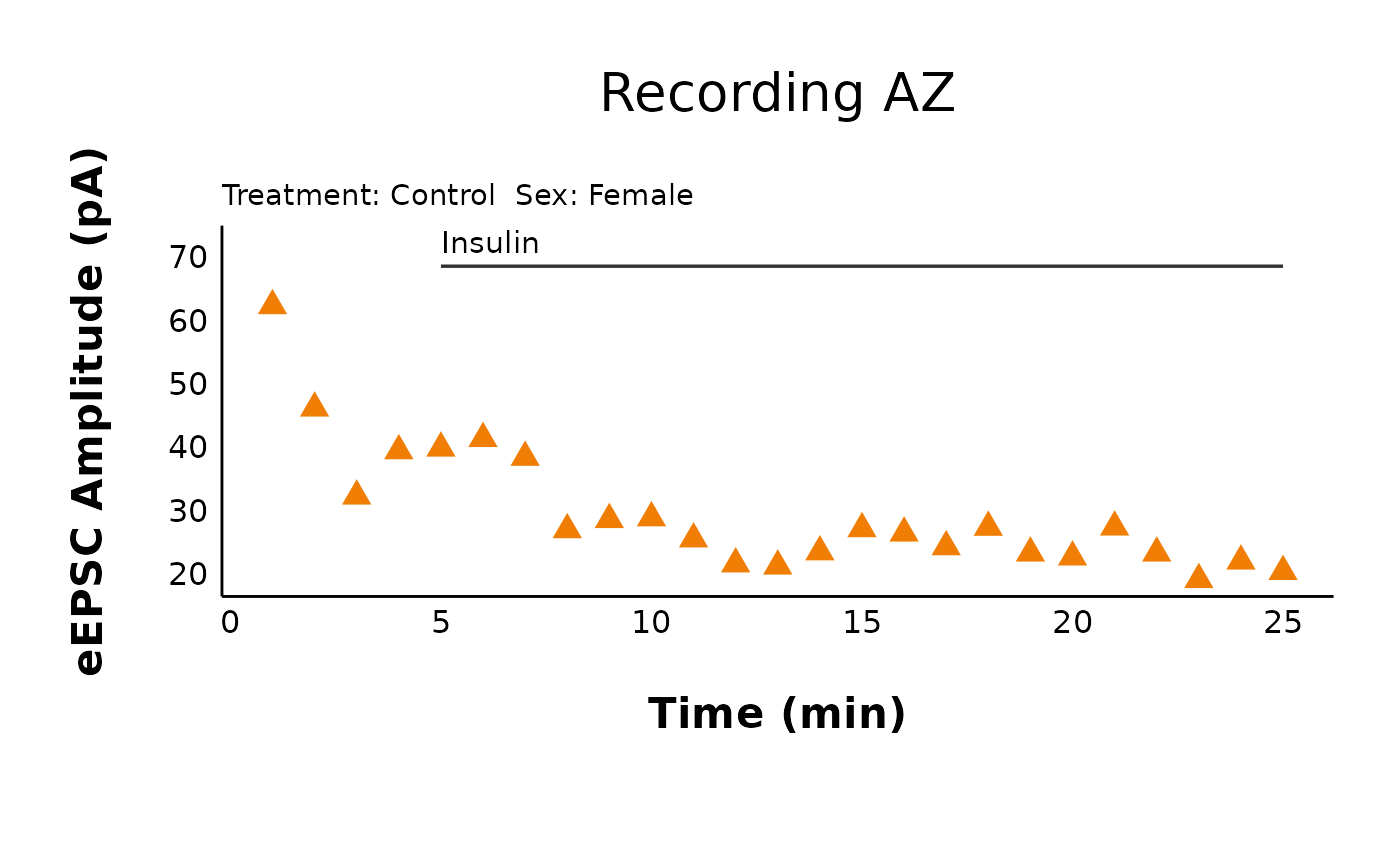 Recording AZ
Treatment: Control  Sex: Female
Insulin
eEPSC Amplitude (pA)
70
60
50
40
30
20
0 5 10 15 20 25
Time (min)